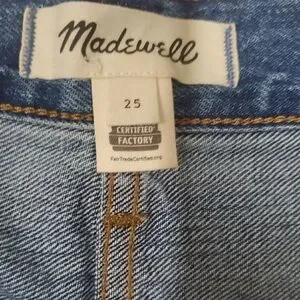 Madewell
25
CERTIFIED
FACTORY
FairTradeCertified.org